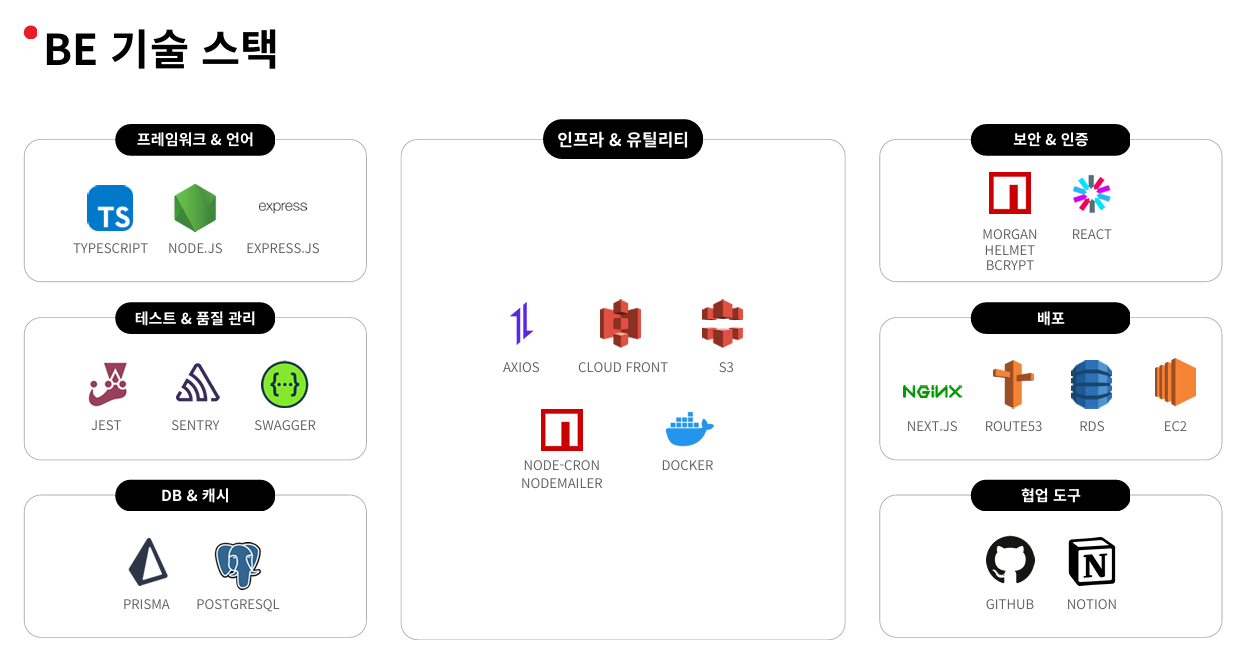 BE 기술 스택
프레임워크 & 언어
TS
express
TYPESCRIPT NODE.JS EXPRESS.JS
테스트 & 품질 관리
{···}
JEST SENTRY SWAGGER
DB & 캐시
PRISMA POSTGRESQL
인프라 & 유틸리티
AXIOS CLOUD FRONT S3
NODE-CRON
NODEMAILER
DOCKER
보안 & 인증
MORGAN
HELMET
BCRYPT
REACT
배포
NGiNX
NEXT.JS ROUTE53 RDS EC2
협업 도구
N
GITHUB NOTION